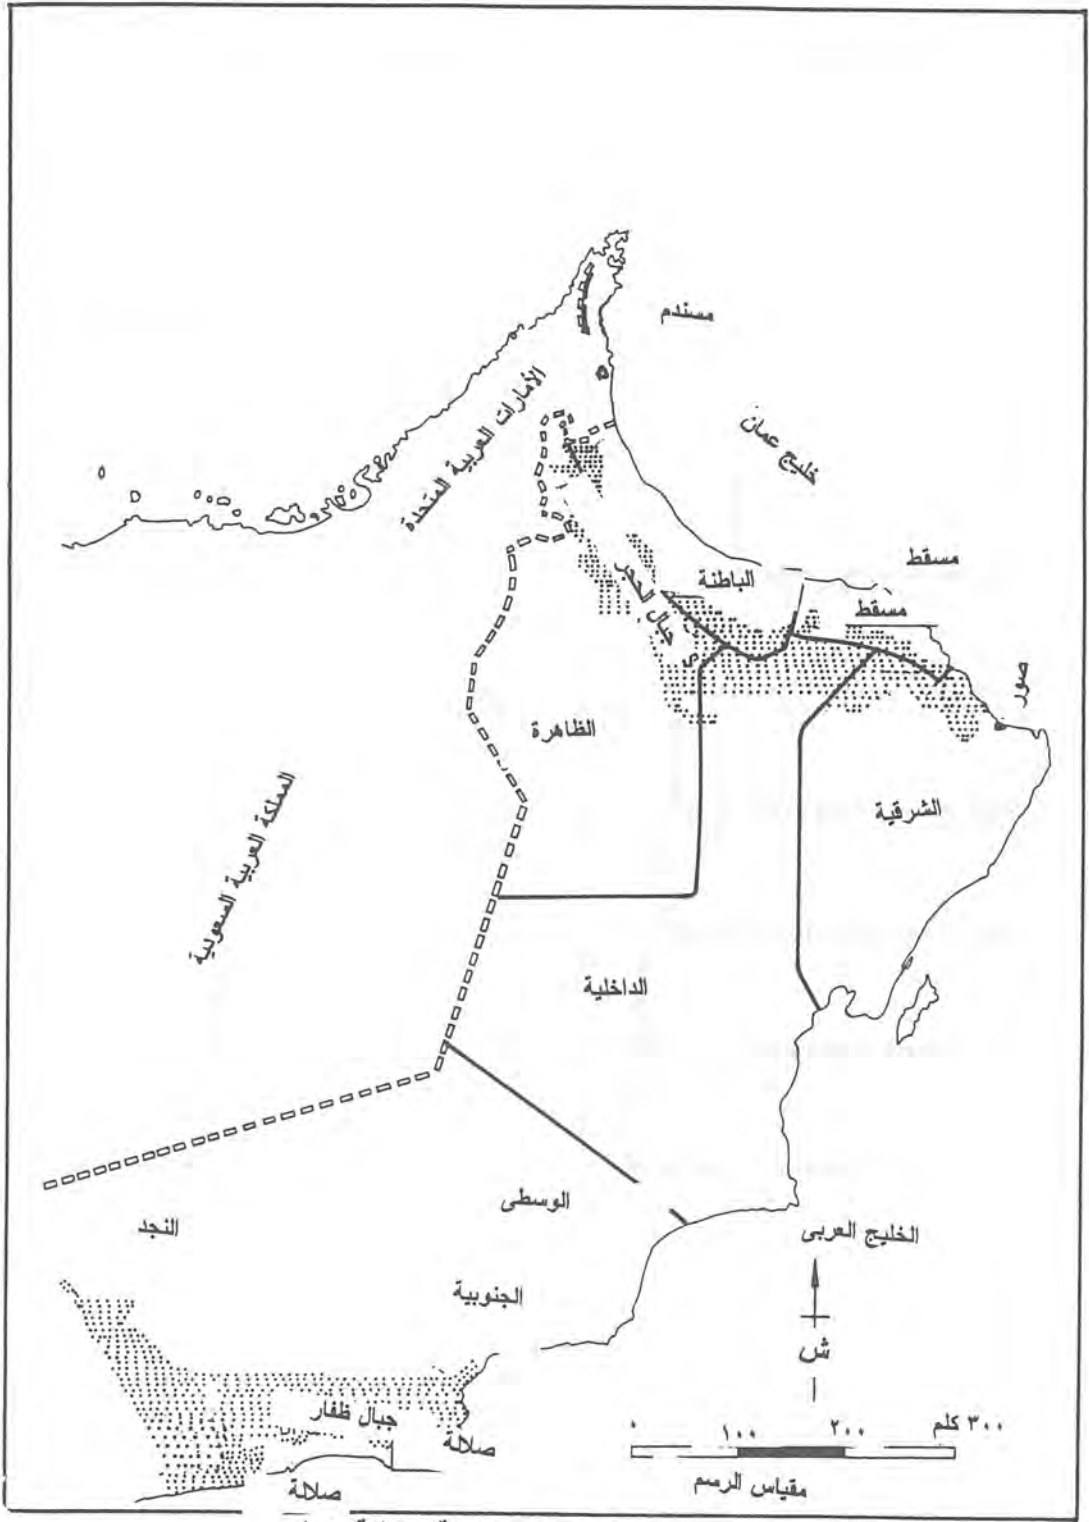 مسندم
الأمارات العربية المتحدة
خليج عمان
مسقط
الباطنة
مسقط
جبال الحجر
صور
الظاهرة
الشرقية
المملكة العربية السعودية
الداخلية
الوسطى
النجد
الخليج العربى
الجنوبية
ش
جبال ظفار
صلالة
صلالة
٠ ١٠٠ ٢٠٠ ٣٠٠ كلم
مقياس الرسم